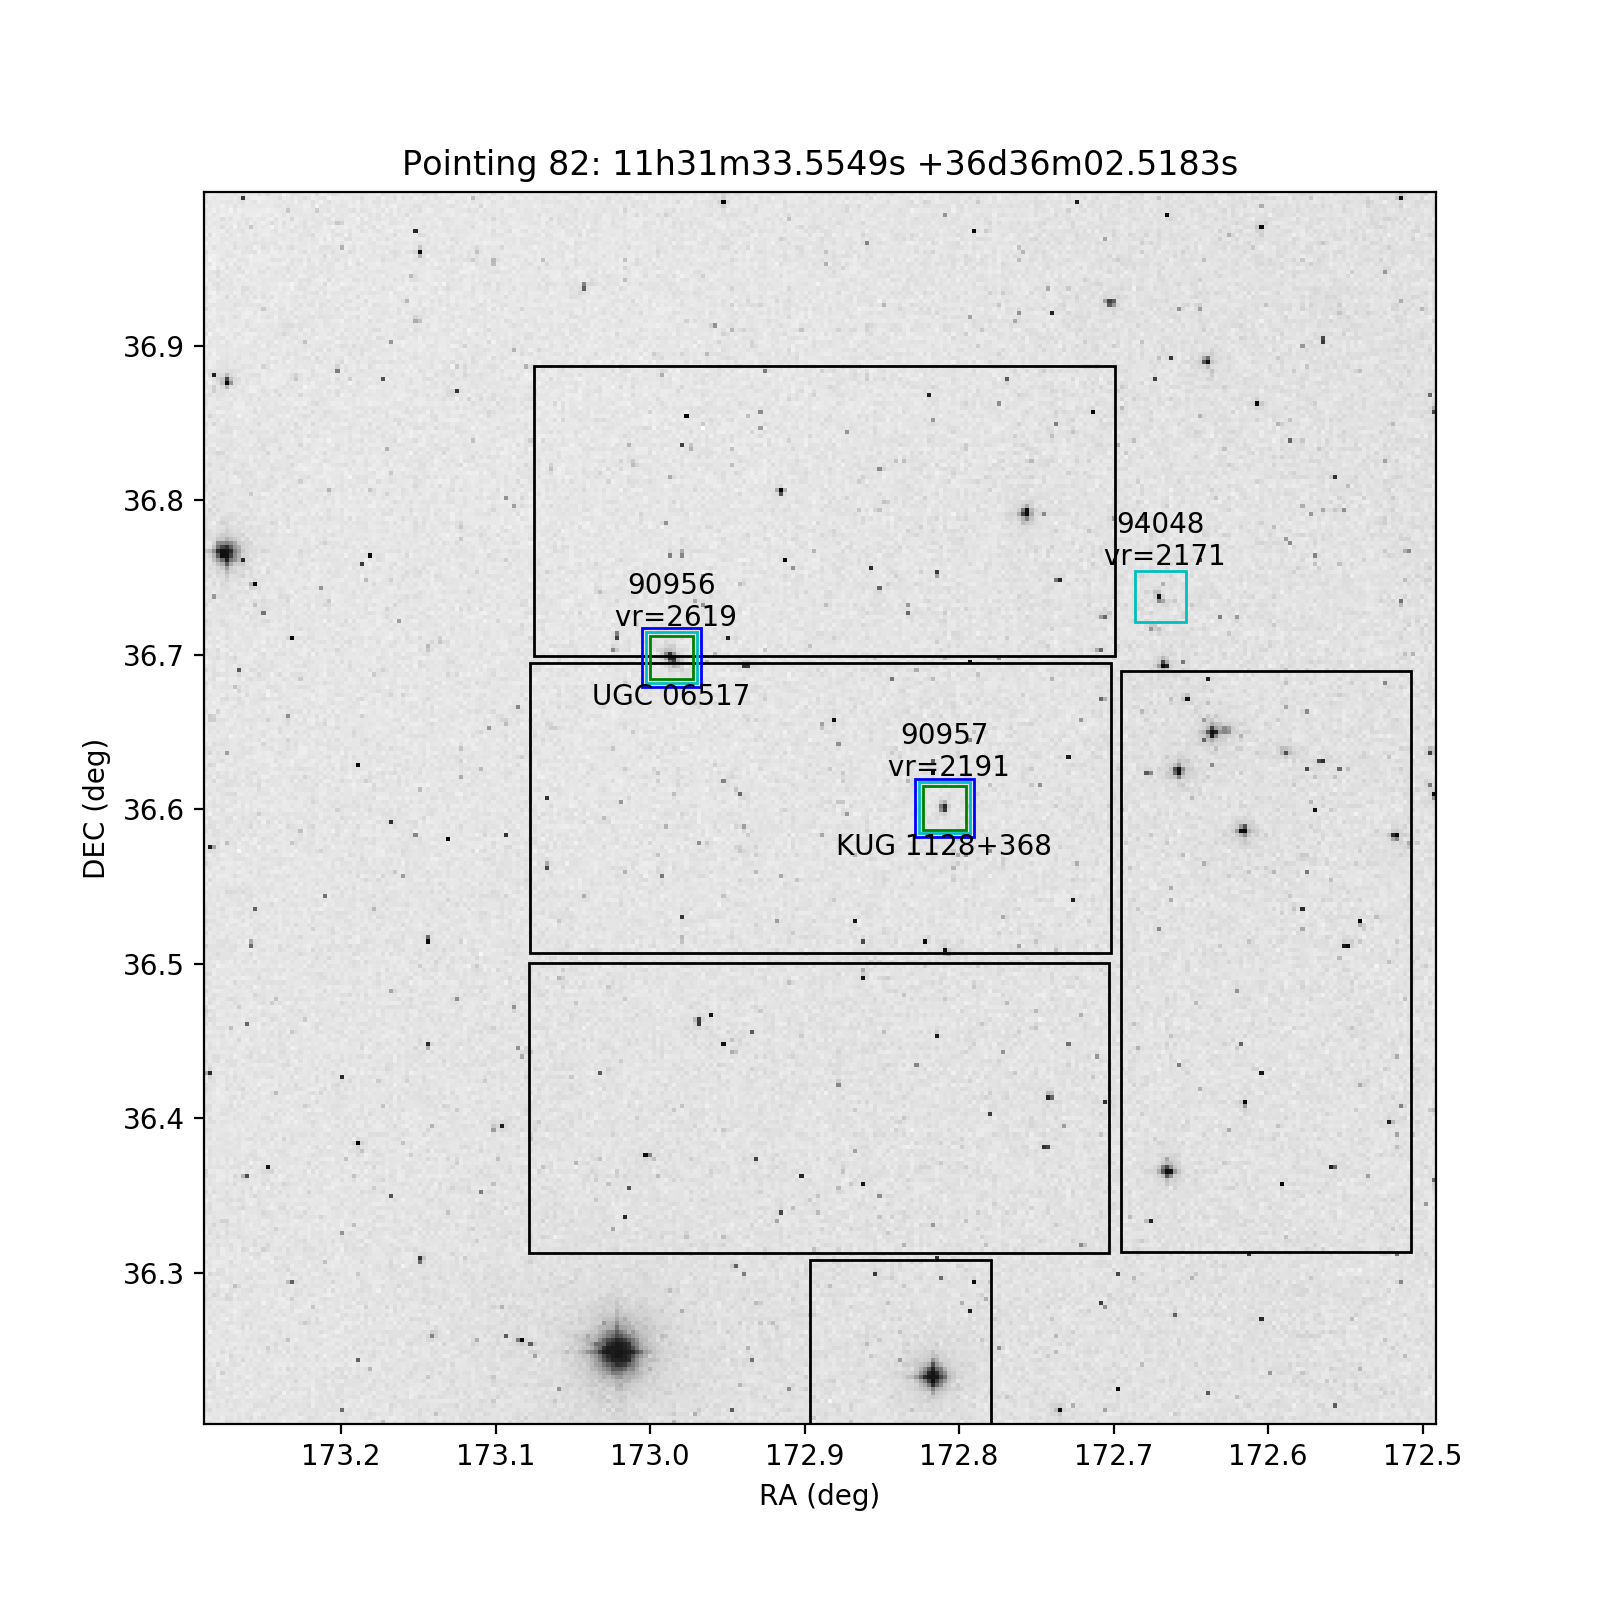 Pointing 82: 11h31m33.5549s +36d36m02.5183s
36.9
36.8
94048
vr=2171
90956
vr=2619
36.7
UGC 06517
90957
vr=2191
36.6
KUG 1128+368
DEC (deg)
36.5
36.4
36.3
173.2 173.1 173.0 172.9 172.8 172.7 172.6 172.5
RA (deg)